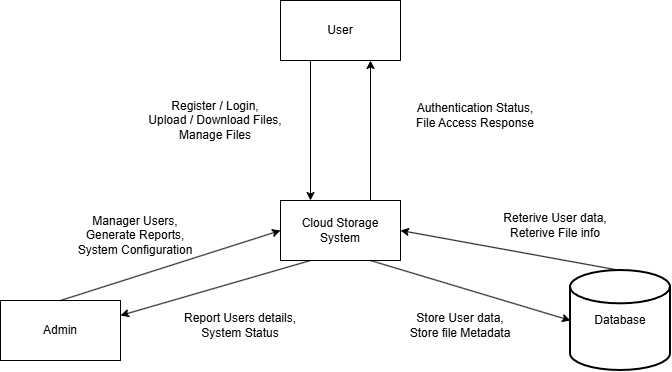 User
Register / Login,
Upload / Download Files,
Manage Files
Authentication Status,
File Access Response
Cloud Storage
System
Manager Users,
Generate Reports,
System Configuration
Reterive User data,
Reterive File info
Admin
Report Users details,
System Status
Store User data,
Store file Metadata
Database